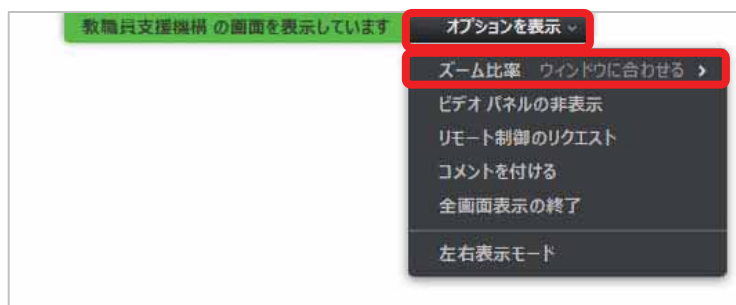 教職員支援機構 の画面を表示しています オプションを表示
ズーム比率 ウィンドウに合わせる
ビデオ パネルの非表示
リモート制御のリクエスト
コメントを付ける
全画面表示の終了
左右表示モード